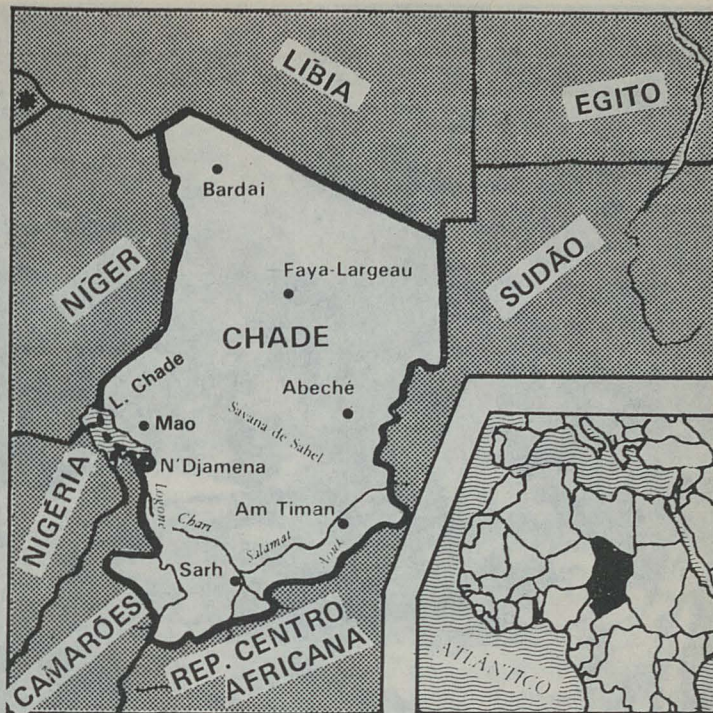 LÍBIA
EGITO
*
Bardai
NÍGER
Faya-Largeau
SUDÃO
CHADE
L. Chade
Abeché
Mao
Savana de Sahel
N'Djamena
NIGÉRIA
Logone
Chari
Am Timan
Salamat
Aouk
Sarh
CAMARÕES
REP. CENTRO
AFRICANA
ATLÂNTICO